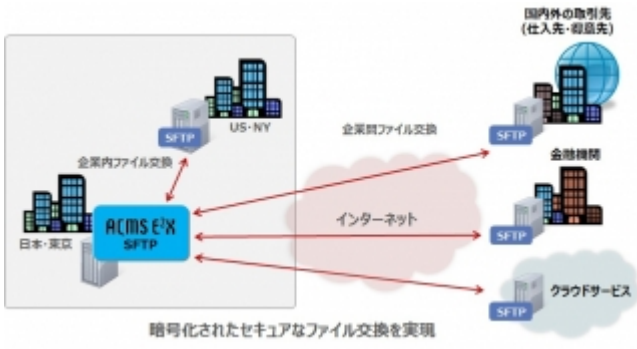 国内外の取引先
(仕入先・得意先)
SFTP
US・NY
企業間ファイル交換
SFTP
企業内ファイル交換
金融機関
ACMS E²X
SFTP
インターネット
SFTP
日本・東京
クラウドサービス
SFTP
暗号化されたセキュアなファイル交換を実現